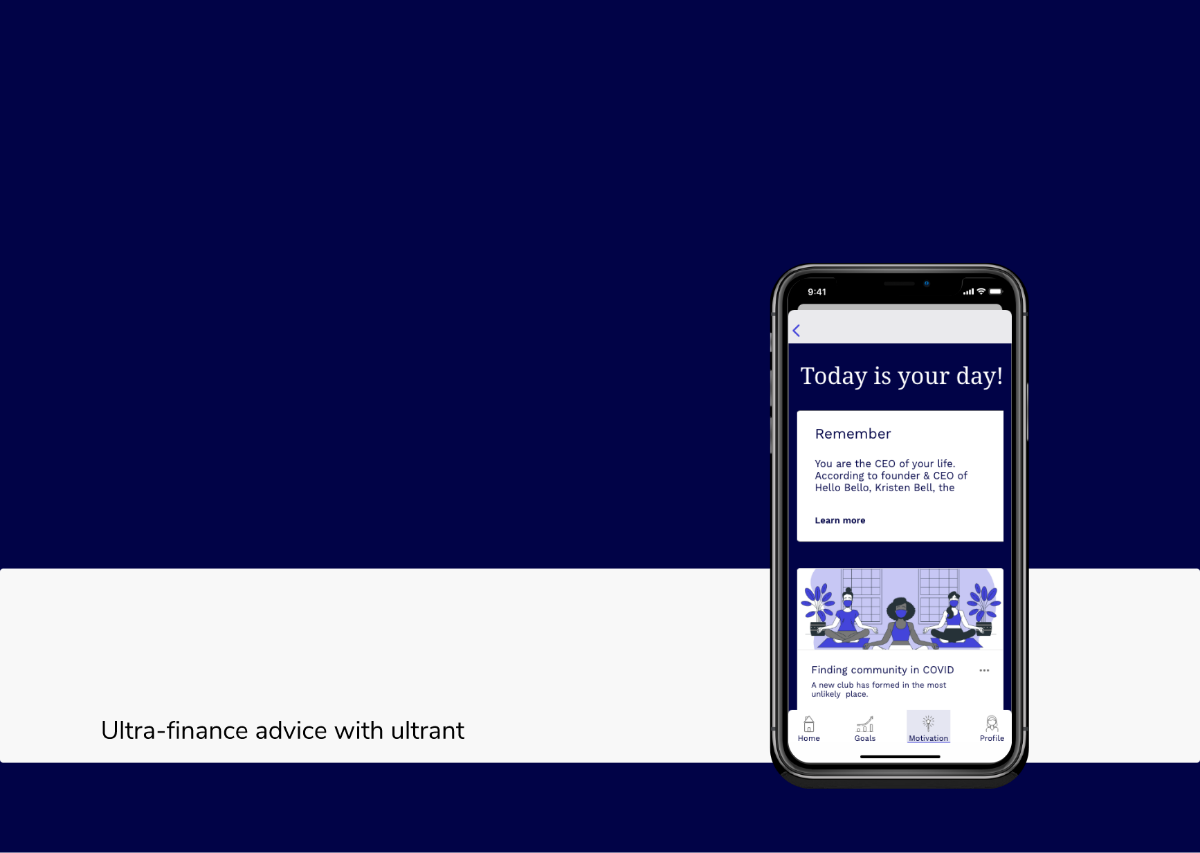 9:41
Today is your day!
Remember
You are the CEO of your life.
According to founder & CEO of
Hello Bello, Kristen Bell, the
Learn more
Finding community in COVID
A new club has formed in the most
unlikely place.
Home Goals Motivation Profile
Ultra-finance advice with ultrant